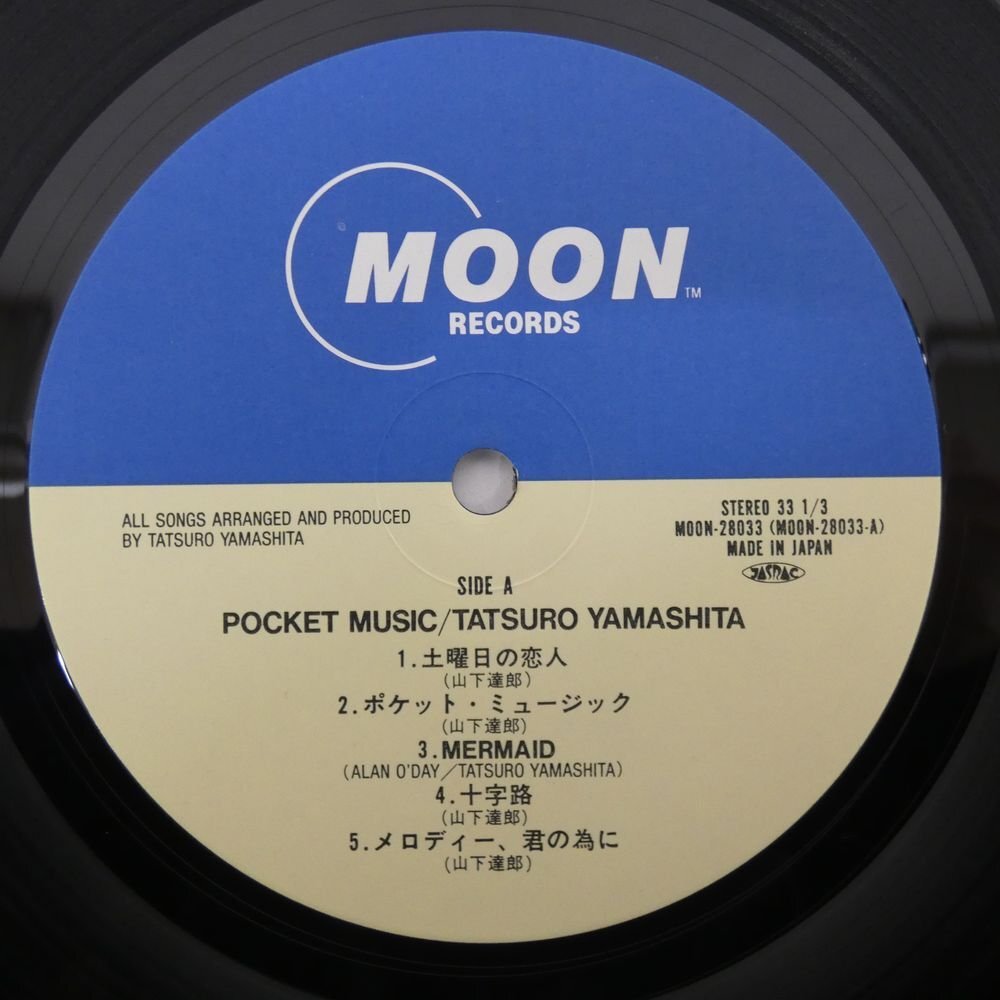 MOON TM
RECORDS
ALL SONGS ARRANGED AND PRODUCED
BY TATSURO YAMASHITA
STEREO 33 1/3
MOON-28033 (MOON-28033-A)
MADE IN JAPAN
JASRAC
SIDE A
POCKET MUSIC/TATSURO YAMASHITA
1.土曜日の恋人
(山下達郎)
2.ポケット・ミュージック
(山下達郎)
3.MERMAID
(ALAN O'DAY/TATSURO YAMASHITA)
4.十字路
(山下達郎)
5.メロディー、君の為に
(山下達郎)